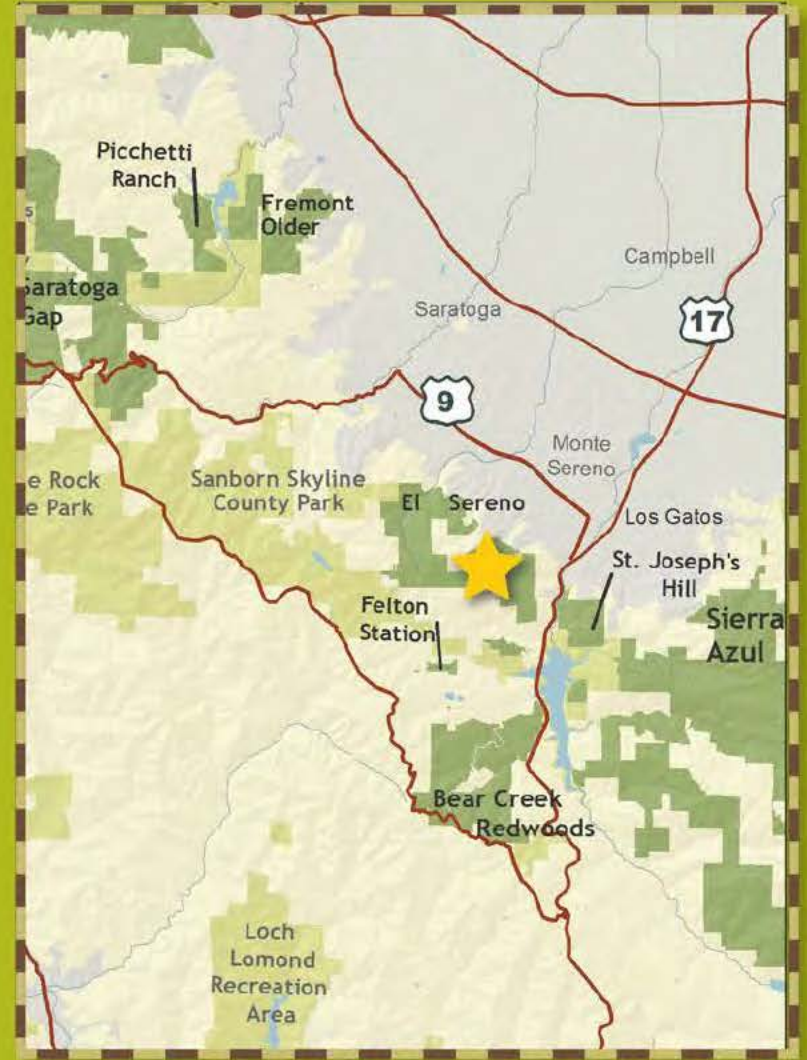 Picchetti
Ranch
Fremont
Older
Saratoga
Gap
Campbell
17
Saratoga
9
Monte
Sereno
e Rock
e Park
Sanborn Skyline
County Park
El Sereno
Los Gatos
St. Joseph's
Hill
Felton
Station
Sierra
Azul
Bear Creek
Redwoods
Loch
Lomond
Recreation
Area